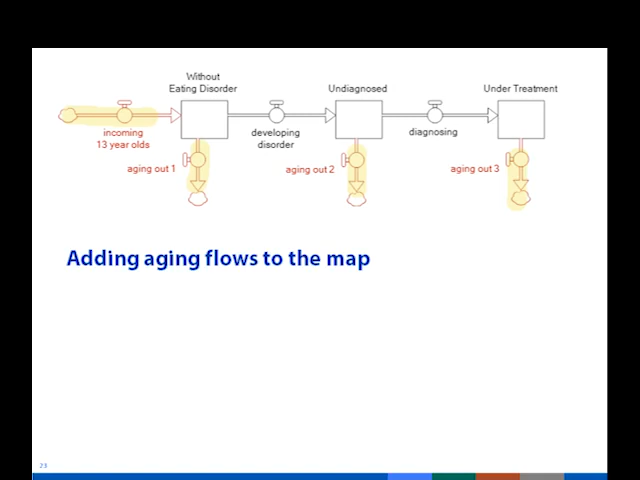 Without
Eating Disorder
Undiagnosed
Under Treatment
incoming
13 year olds
developing
disorder
diagnosing
aging out 1
aging out 2
aging out 3
Adding aging flows to the map
23